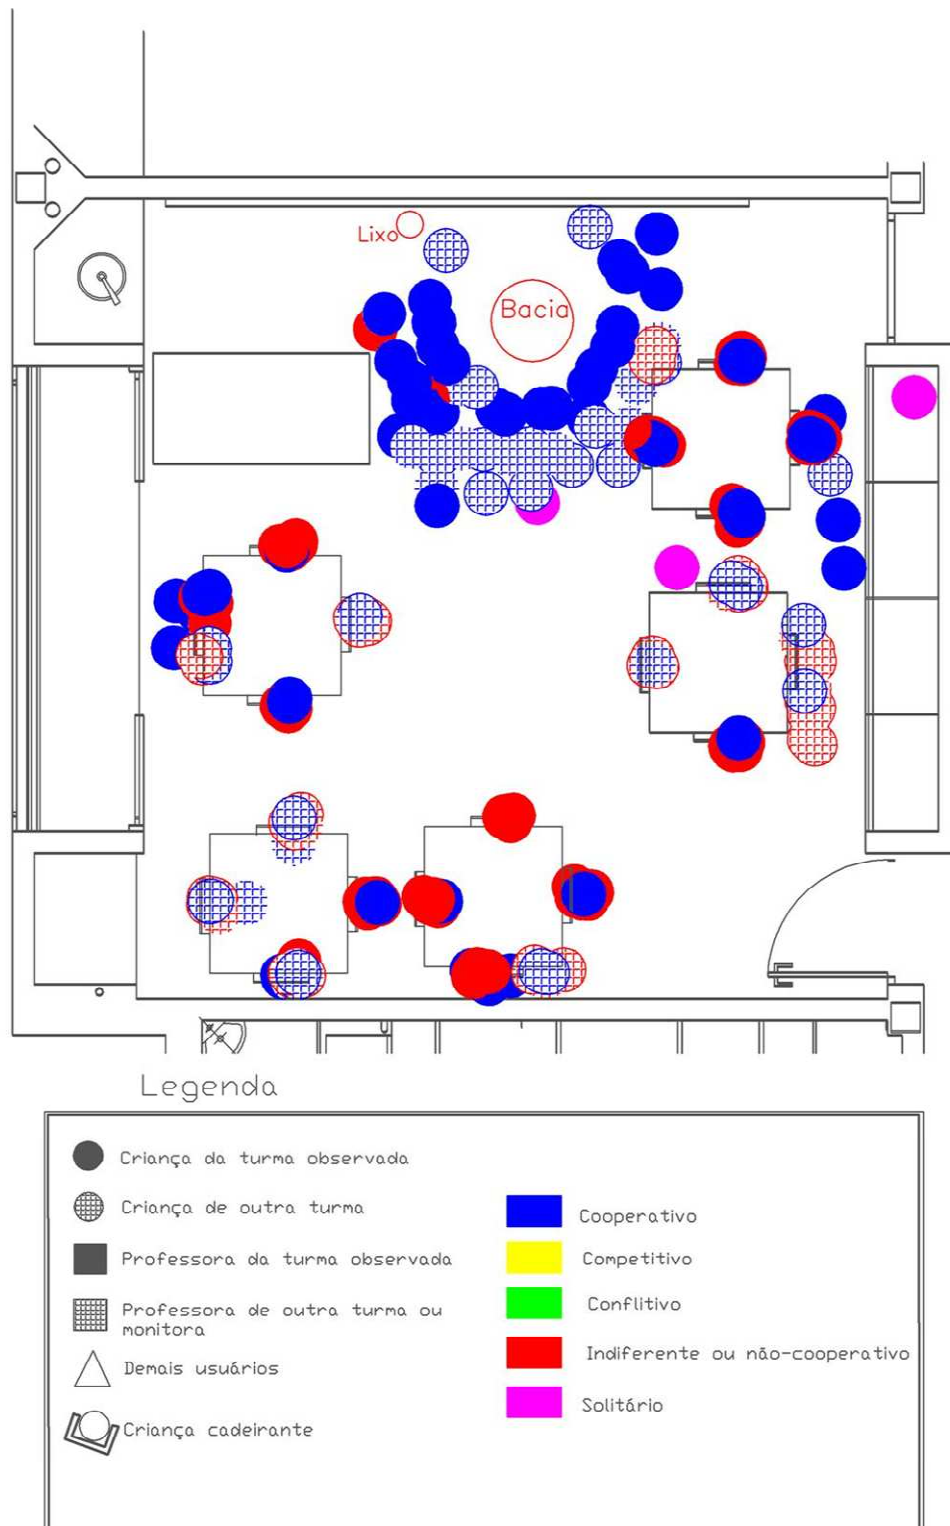 Lixo
Bacia
Legenda
Criança da turma observada
Criança de outra turma
Professora da turma observada
Professora de outra turma ou
monitora
Demais usuários
Criança cadeirante
Cooperativo
Competitivo
Conflitivo
Indiferente ou não-cooperativo
Solitário